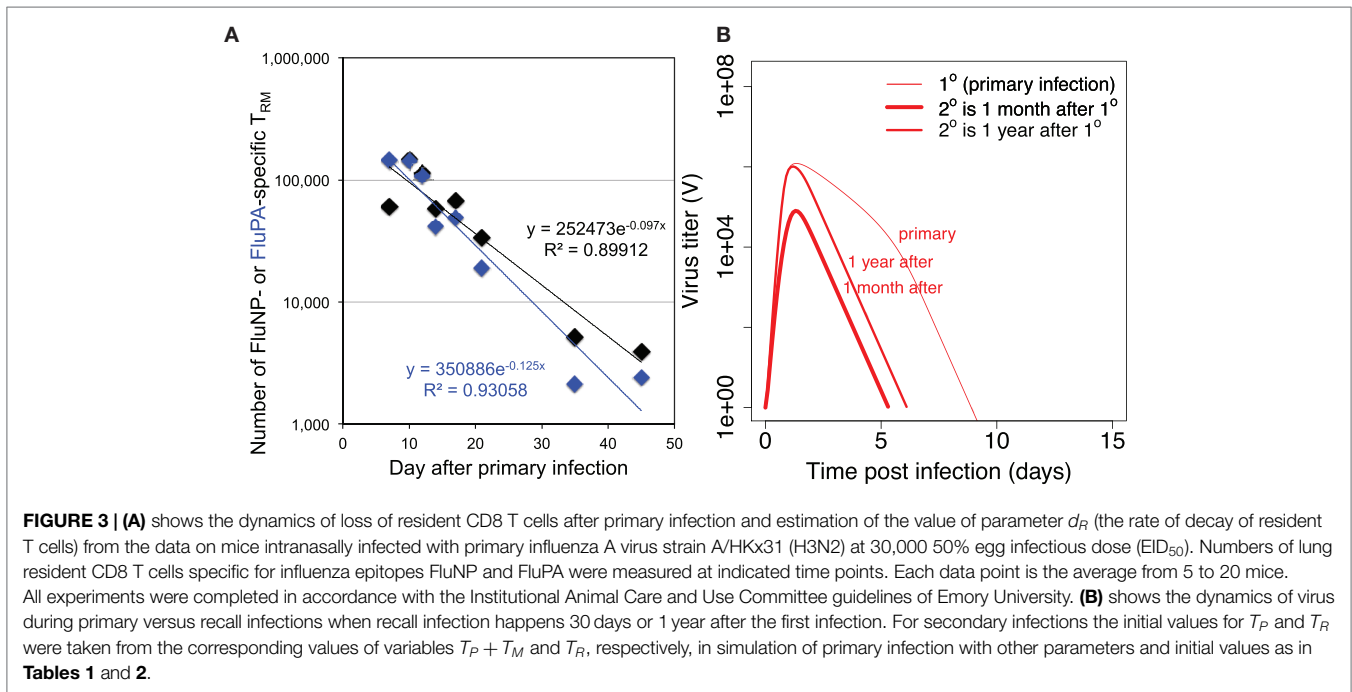 A
B
Number of FluNP- or FluPA-specific T_RM
1,000,000
100,000
10,000
1,000
y = 252473e^-0.097x
R² = 0.89912
y = 350886e^-0.125x
R² = 0.93058
0 10 20 30 40 50
Day after primary infection
Virus titer (V)
1e+08
1e+04
1e+00
1° (primary infection)
2° is 1 month after 1°
2° is 1 year after 1°
primary
1 year after
1 month after
0 5 10 15
Time post infection (days)
FIGURE 3 | (A) shows the dynamics of loss of resident CD8 T cells after primary infection and estimation of the value of parameter d_R (the rate of decay of resident
T cells) from the data on mice intranasally infected with primary influenza A virus strain A/HKx31 (H3N2) at 30,000 50% egg infectious dose (EID₅₀). Numbers of lung
resident CD8 T cells specific for influenza epitopes FluNP and FluPA were measured at indicated time points. Each data point is the average from 5 to 20 mice.
All experiments were completed in accordance with the Institutional Animal Care and Use Committee guidelines of Emory University. (B) shows the dynamics of virus
during primary versus recall infections when recall infection happens 30 days or 1 year after the first infection. For secondary infections the initial values for T_P and T_R
were taken from the corresponding values of variables T_P + T_M and T_R, respectively, in simulation of primary infection with other parameters and initial values as in
Tables 1 and 2.